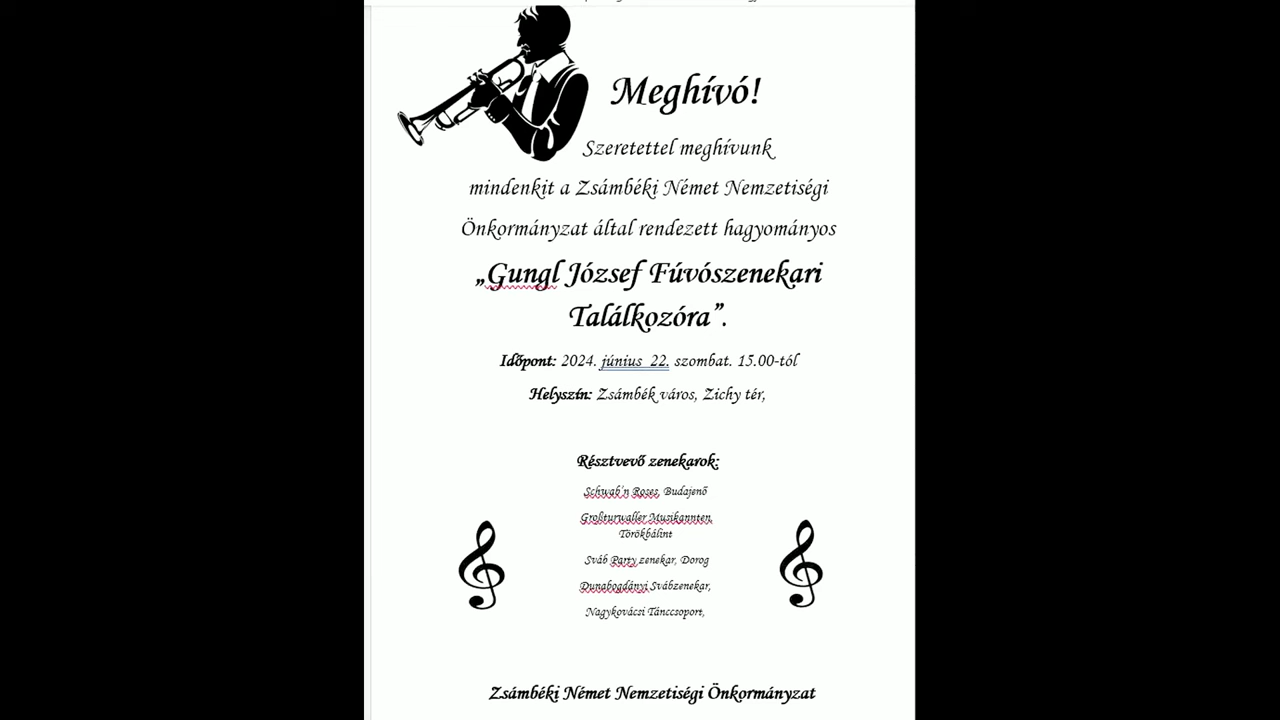 Meghívó!
Szeretettel meghívunk
mindenkit a Zsámbéki Német Nemzetiségi
Önkormányzat által rendezett hagyományos
„Gungl József Fúvószenekari
Találkozóra”.
Időpont: 2024. június 22. szombat. 15.00-tól
Helyszín: Zsámbék város, Zichy tér,
Résztvevő zenekarok:
Schwab'n Roses, Budajenő
Großturwaller Musikannten,
Törökbálint
Sváb Party zenekar, Dorog
Dunabogdányi Svábzenekar,
Nagykovácsi Tánccsoport,
Zsámbéki Német Nemzetiségi Önkormányzat